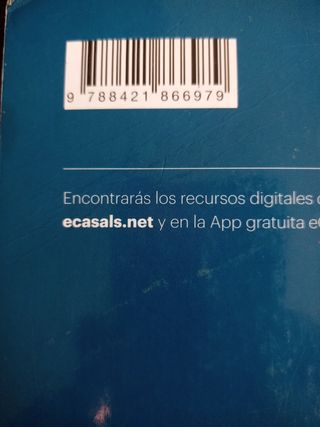 9 788421 866979
Encontrarás los recursos digitales
ecasals.net y en la App gratuita